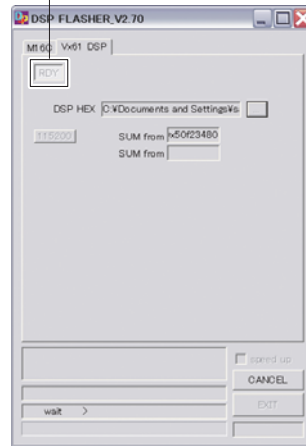 DSP FLASHER_V2.70
M16C Vx61 DSP
RDY
DSP HEX C:¥Documents and Settings¥s
115200 SUM from x50f23480
SUM from
speed up
CANCEL
wait >
EXIT